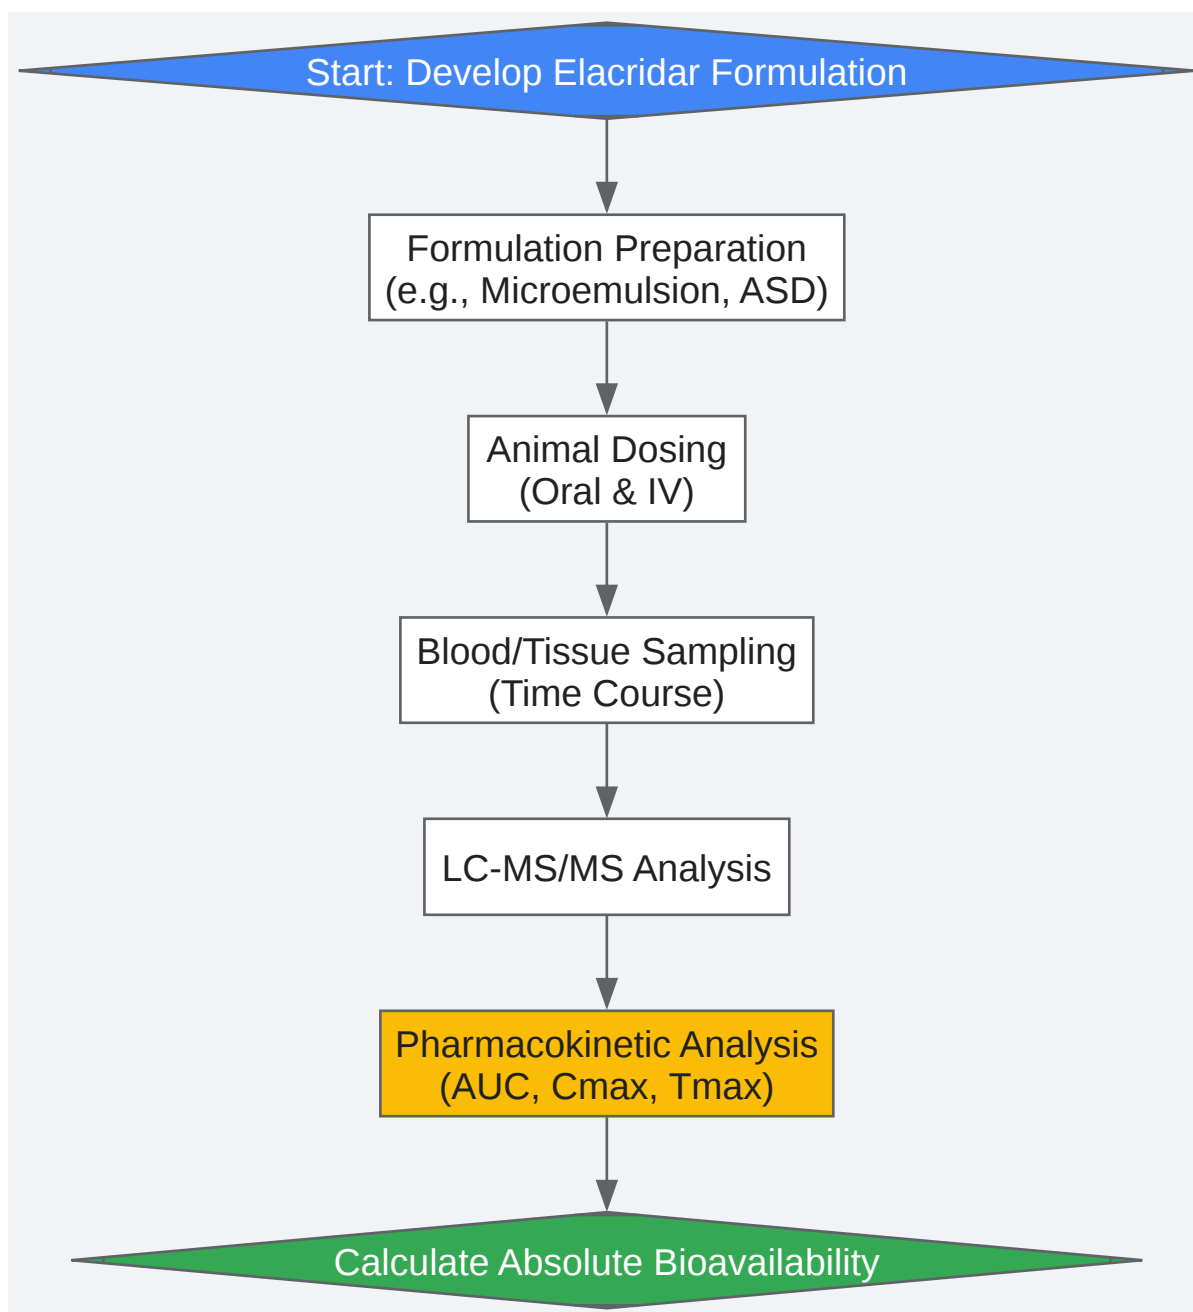 Start: Develop Elacridar Formulation
Formulation Preparation
(e.g., Microemulsion, ASD)
Animal Dosing
(Oral & IV)
Blood/Tissue Sampling
(Time Course)
LC-MS/MS Analysis
Pharmacokinetic Analysis
(AUC, Cmax, Tmax)
Calculate Absolute Bioavailability